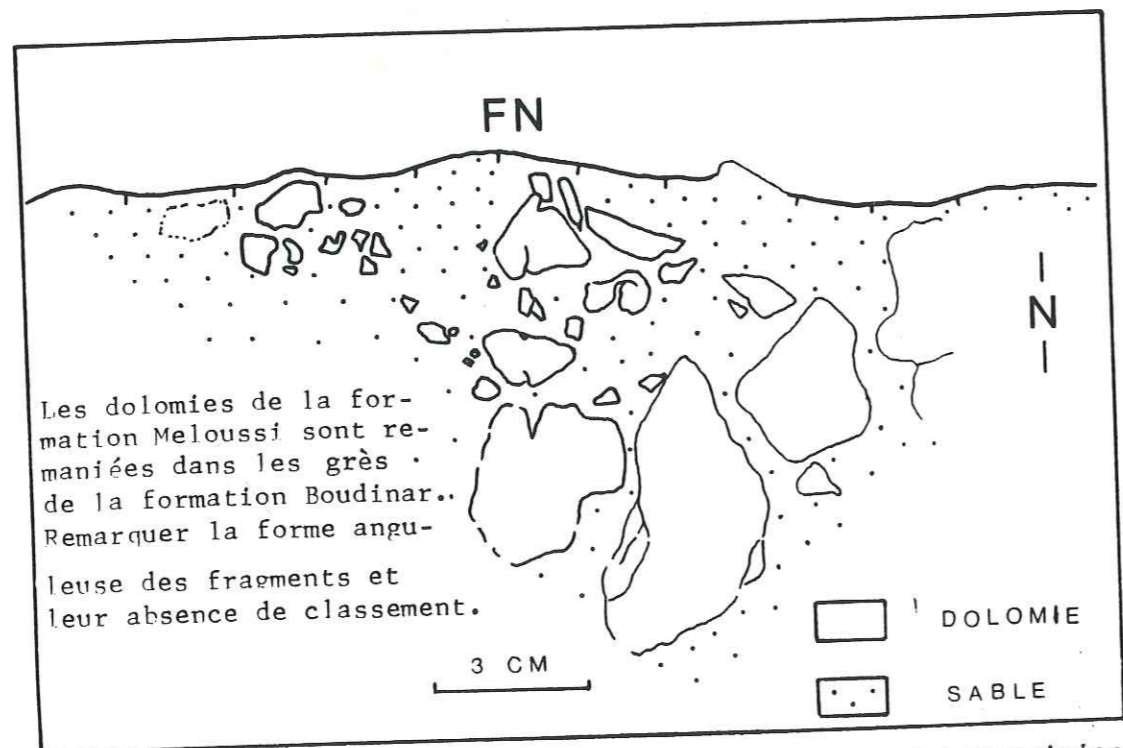 FN
N
Les dolomies de la for-
mation Meloussi sont re-
maniées dans les grès
de la formation Boudinar.
Remarquer la forme angu-
leuse des fragments et
leur absence de classement.
3 CM
DOLOMIE
SABLE